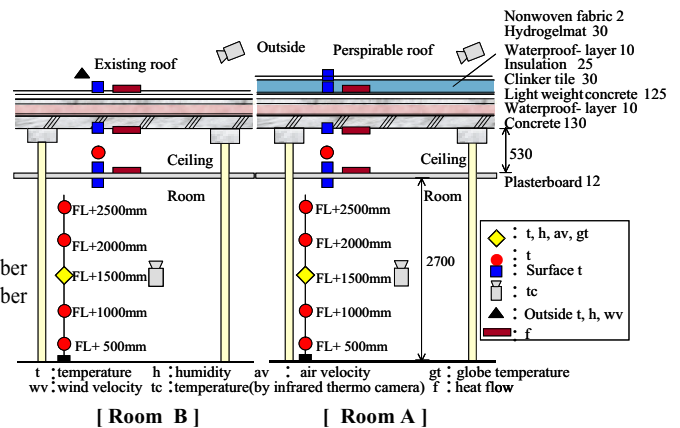 Nonwoven fabric 2
Hydrogelmat 30
Waterproof- layer 10
Insulation 25
Clinker tile 30
Light weight concrete 125
Waterproof- layer 10
Concrete 130
Outside
Perspirable roof
Existing roof
Ceiling
Ceiling
530
Plasterboard 12
Room
Room
FL+2500mm
FL+2500mm
FL+2000mm
FL+2000mm
2700
FL+1500mm
FL+1500mm
FL+1000mm
FL+1000mm
FL+ 500mm
FL+ 500mm
ber
ber
: t, h, av, gt
: t
: Surface t
: tc
: Outside t, h, wv
: f
t : temperature h : humidity av : air velocity gt : globe temperature
wv : wind velocity tc : temperature(by infrared thermo camera) f : heat flow
[ Room B ] [ Room A ]